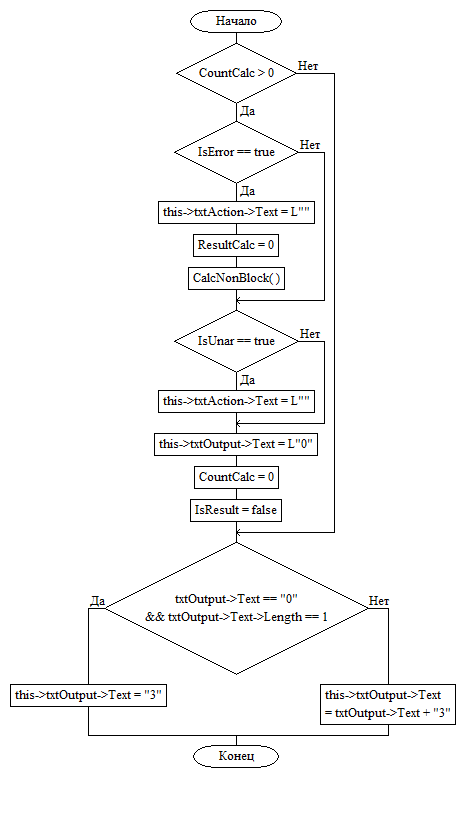 Начало
CountCalc > 0
Нет
Да
IsError == true
Нет
Да
this->txtAction->Text = L""
ResultCalc = 0
CalcNonBlock( )
IsUnar == true
Нет
Да
this->txtAction->Text = L""
this->txtOutput->Text = L"0"
CountCalc = 0
IsResult = false
txtOutput->Text == "0"
&& txtOutput->Text->Length == 1
Да
Нет
this->txtOutput->Text = "3"
this->txtOutput->Text
= txtOutput->Text + "3"
Конец